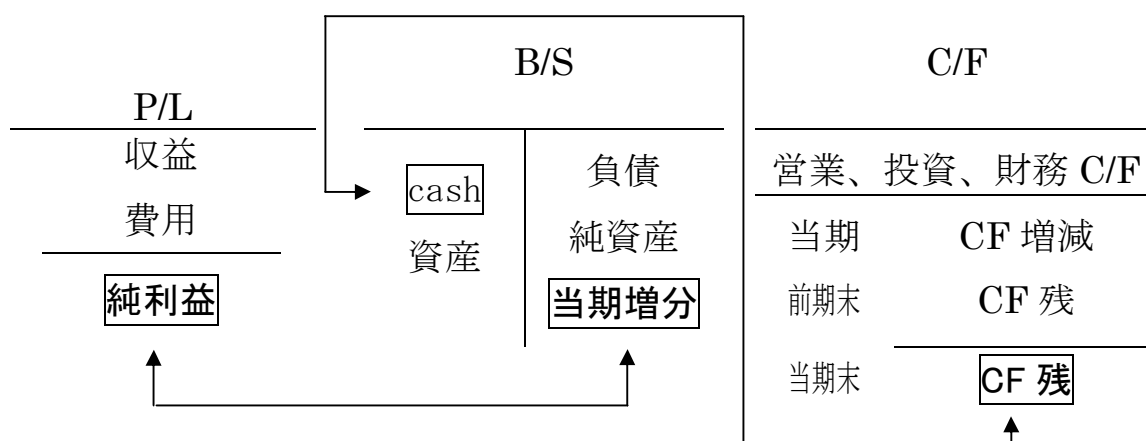 P/L
収益
費用
純利益
B/S
cash
資産
負債
純資産
当期増分
C/F
営業、投資、財務 C/F
当期 CF 増減
前期末 CF 残
当期末 CF 残